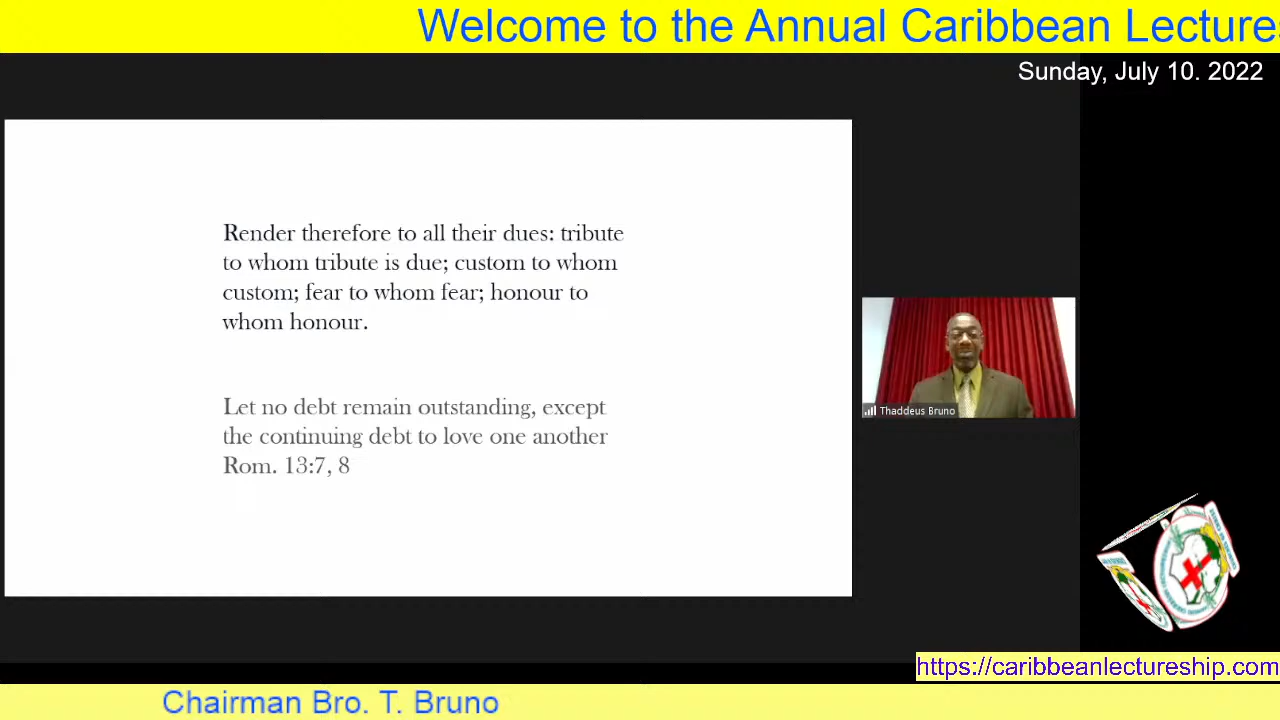 Welcome to the Annual Caribbean Lectures
Sunday, July 10. 2022
Render therefore to all their dues: tribute
to whom tribute is due; custom to whom
custom; fear to whom fear; honour to
whom honour.
Let no debt remain outstanding, except
the continuing debt to love one another
Rom. 13:7, 8
Thaddeus Bruno
https://caribbeanlectureship.com
Chairman Bro. T. Bruno